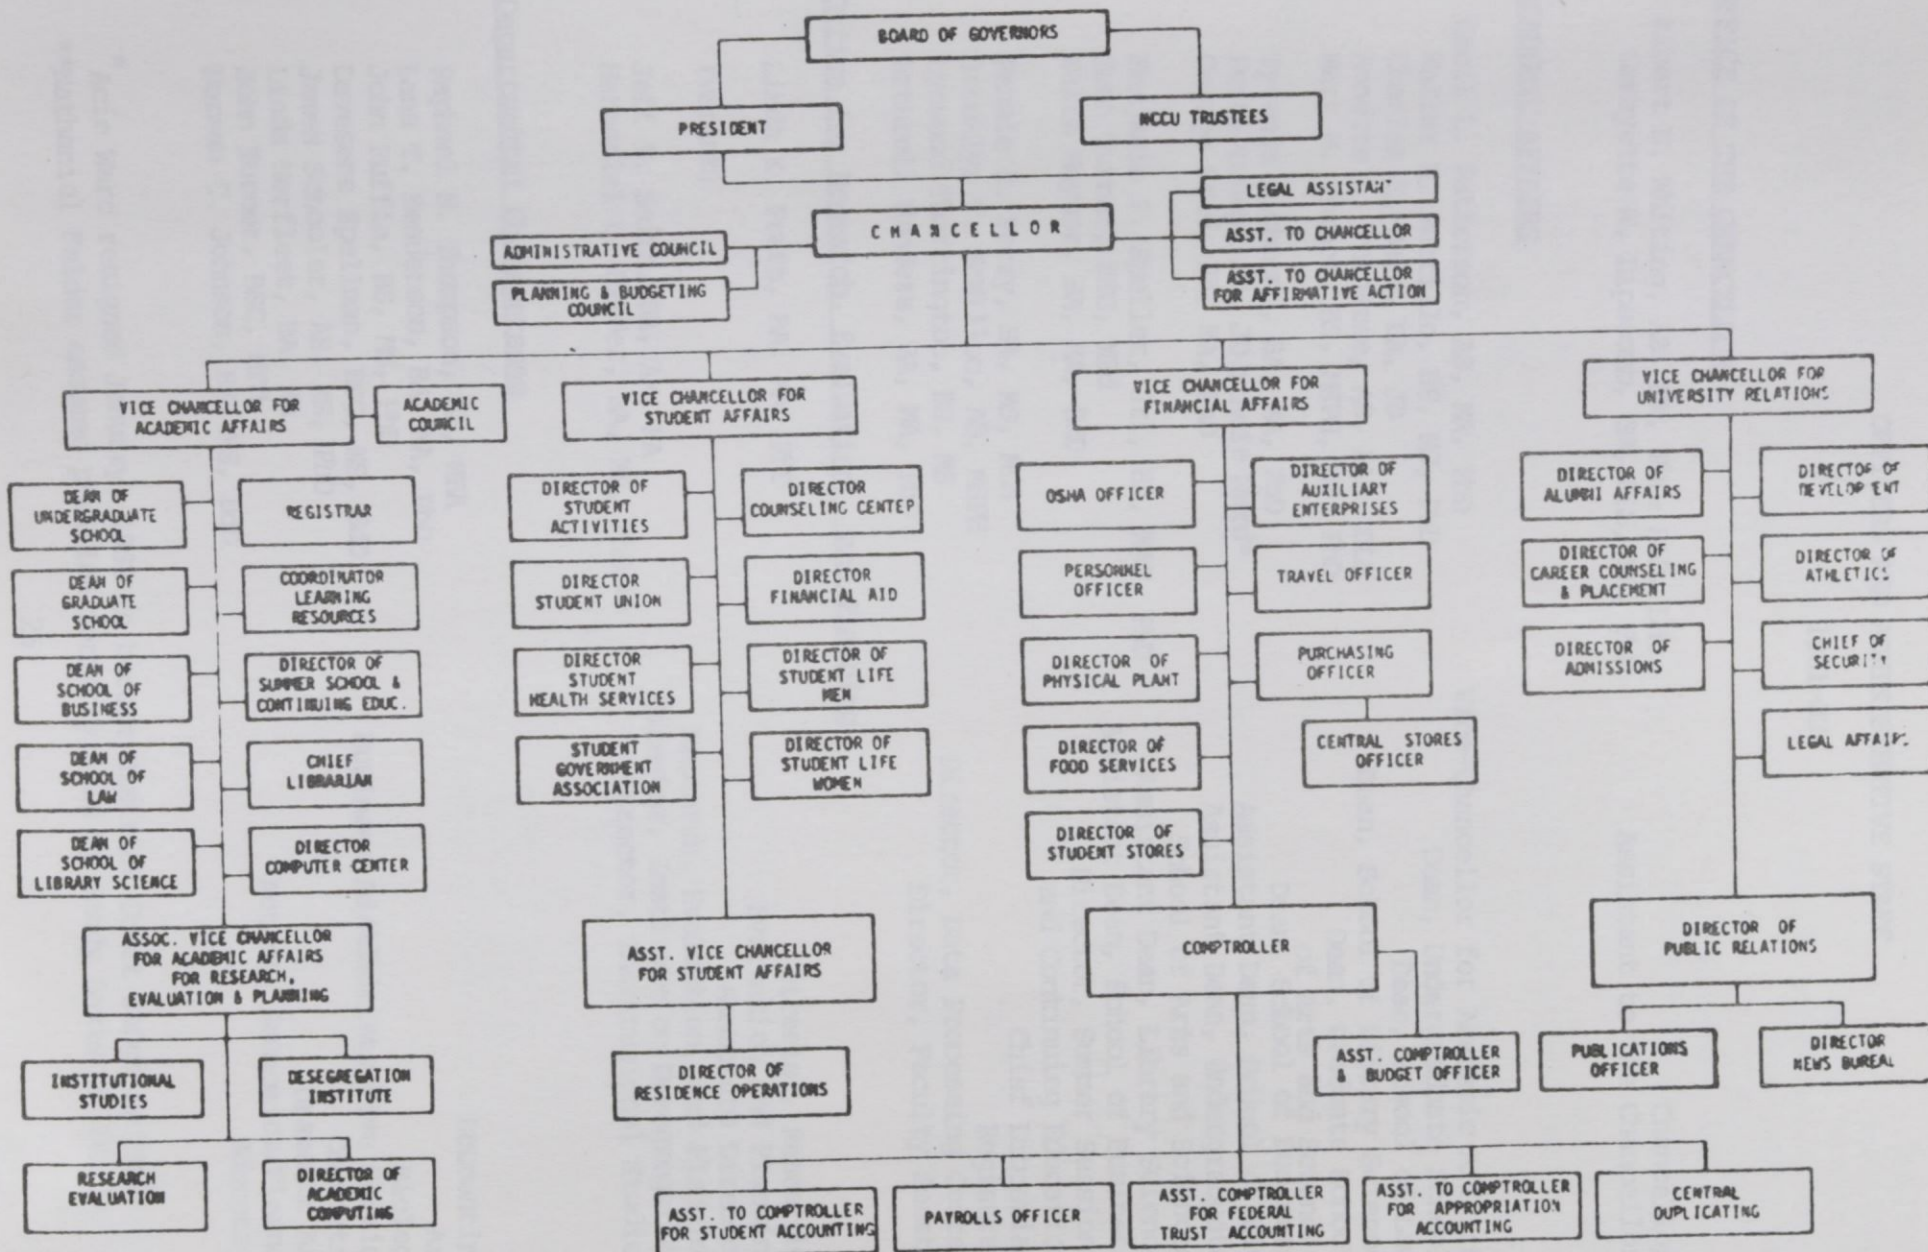 BOARD OF GOVERNORS
PRESIDENT
NCCU TRUSTEES
LEGAL ASSISTANT
CHANCELLOR
ASST. TO CHANCELLOR
ADMINISTRATIVE COUNCIL
ASST. TO CHANCELLOR
FOR AFFIRMATIVE ACTION
PLANNING & BUDGETING
COUNCIL
VICE CHANCELLOR FOR
ACADEMIC AFFAIRS
ACADEMIC
COUNCIL
VICE CHANCELLOR FOR
STUDENT AFFAIRS
VICE CHANCELLOR FOR
FINANCIAL AFFAIRS
VICE CHANCELLOR FOR
UNIVERSITY RELATIONS
DEAN OF
UNDERGRADUATE
SCHOOL
REGISTRAR
DEAN OF
GRADUATE
SCHOOL
COORDINATOR
LEARNING
RESOURCES
DEAN OF
SCHOOL OF
BUSINESS
DIRECTOR OF
SUMMER SCHOOL &
CONTINUING EDUC.
DEAN OF
SCHOOL OF
LAW
CHIEF
LIBRARIAN
DEAN OF
SCHOOL OF
LIBRARY SCIENCE
DIRECTOR
COMPUTER CENTER
ASSOC. VICE CHANCELLOR
FOR ACADEMIC AFFAIRS
FOR RESEARCH,
EVALUATION & PLANNING
INSTITUTIONAL
STUDIES
DESEGREGATION
INSTITUTE
RESEARCH
EVALUATION
DIRECTOR OF
ACADEMIC
COMPUTING
DIRECTOR OF
STUDENT
ACTIVITIES
DIRECTOR
COUNSELING CENTER
DIRECTOR
STUDENT UNION
DIRECTOR
FINANCIAL AID
DIRECTOR
STUDENT
HEALTH SERVICES
DIRECTOR OF
STUDENT LIFE
MEN
STUDENT
GOVERNMENT
ASSOCIATION
DIRECTOR OF
STUDENT LIFE
WOMEN
ASST. VICE CHANCELLOR
FOR STUDENT AFFAIRS
DIRECTOR OF
RESIDENCE OPERATIONS
OSHA OFFICER
DIRECTOR OF
AUXILIARY
ENTERPRISES
PERSONNEL
OFFICER
TRAVEL OFFICER
DIRECTOR OF
PHYSICAL PLANT
PURCHASING
OFFICER
DIRECTOR OF
FOOD SERVICES
CENTRAL STORES
OFFICER
DIRECTOR OF
STUDENT STORES
COMPTROLLER
ASST. COMPTROLLER
& BUDGET OFFICER
ASST. TO COMPTROLLER
FOR STUDENT ACCOUNTING
PAYROLLS OFFICER
ASST. COMPTROLLER
FOR FEDERAL
TRUST ACCOUNTING
ASST. TO COMPTROLLER
FOR APPROPRIATION
ACCOUNTING
CENTRAL
DUPLICATING
DIRECTOR OF
ALUMNI AFFAIRS
DIRECTOR OF
DEVELOPMENT
DIRECTOR OF
CAREER COUNSELING
& PLACEMENT
DIRECTOR OF
ATHLETICS
DIRECTOR OF
ADMISSIONS
CHIEF OF
SECURITY
LEGAL AFFAIRS
DIRECTOR OF
PUBLIC RELATIONS
PUBLICATIONS
OFFICER
DIRECTOR
NEWS BUREAU